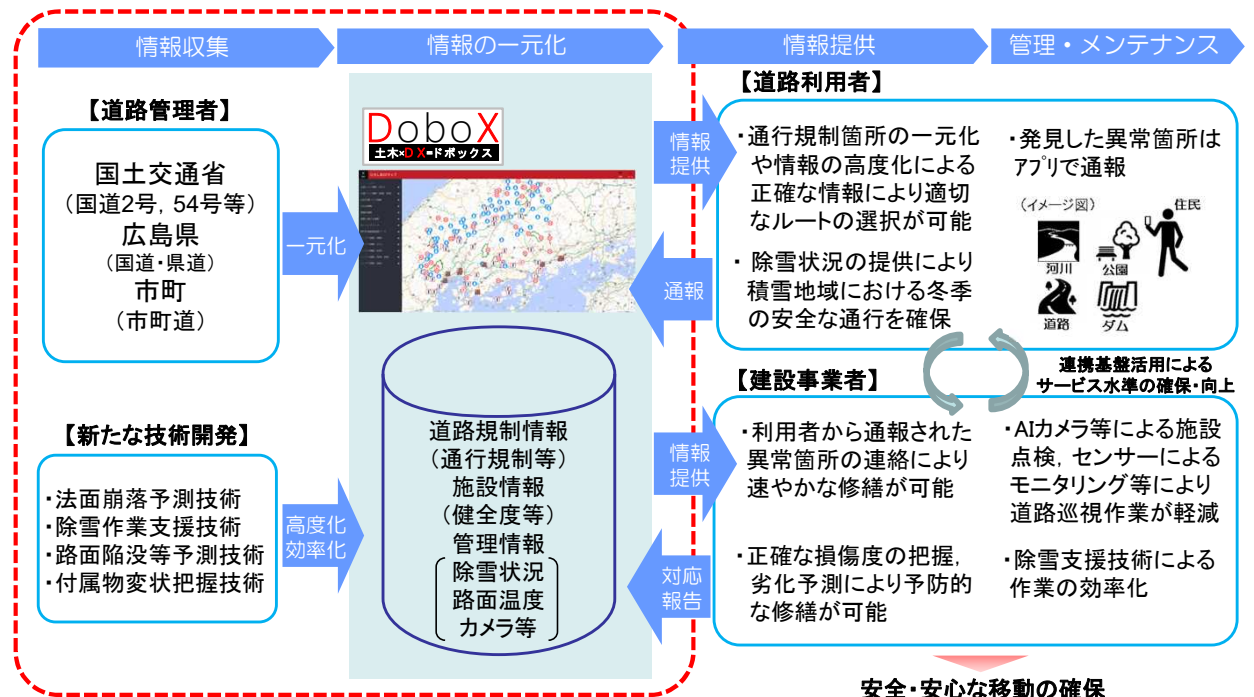 情報収集
情報の一元化
情報提供
管理・メンテナンス
【道路管理者】
国土交通省
(国道2号，54号等)
広島県
(国道・県道)
市町
(市町道)
一元化
【新たな技術開発】
・法面崩落予測技術
・除雪作業支援技術
・路面陥没等予測技術
・付属物変状把握技術
高度化
効率化
DoboX
土木×DX=ドボックス
道路規制情報
(通行規制等)
施設情報
(健全度等)
管理情報
除雪状況
路面温度
カメラ等
情報
提供
通報
情報
提供
対応
報告
【道路利用者】
・通行規制箇所の一元化
や情報の高度化による
正確な情報により適切
なルートの選択が可能
・除雪状況の提供により
積雪地域における冬季
の安全な通行を確保
・発見した異常箇所は
アプリで通報
(イメージ図)
住民
河川
公園
道路
ダム
連携基盤活用による
サービス水準の確保・向上
【建設事業者】
・利用者から通報された
異常箇所の連絡により
速やかな修繕が可能
・正確な損傷度の把握，
劣化予測により予防的
な修繕が可能
・AIカメラ等による施設
点検，センサーによる
モニタリング等により
道路巡視作業が軽減
・除雪支援技術による
作業の効率化
安全・安心な移動の確保